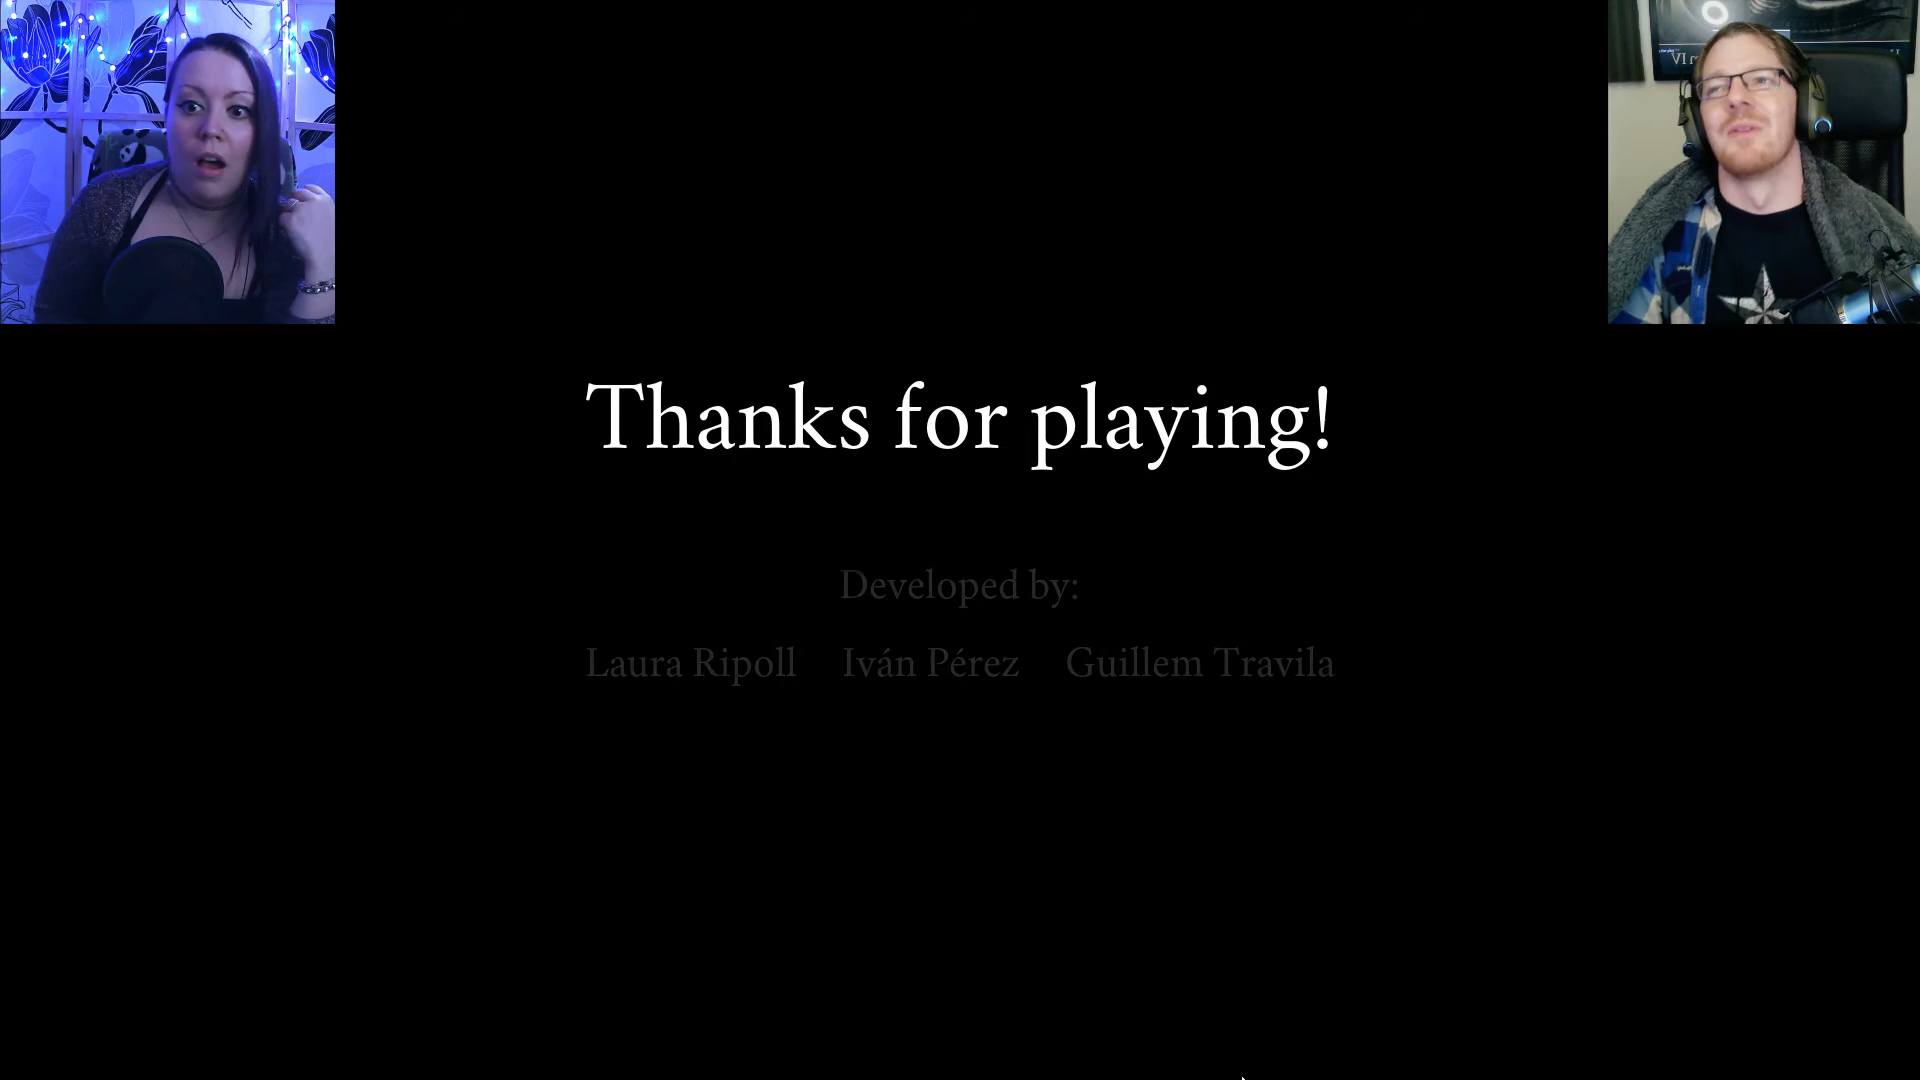 Thanks for playing!
Developed by:
Laura Ripoll Iván Pérez Guillem Travila